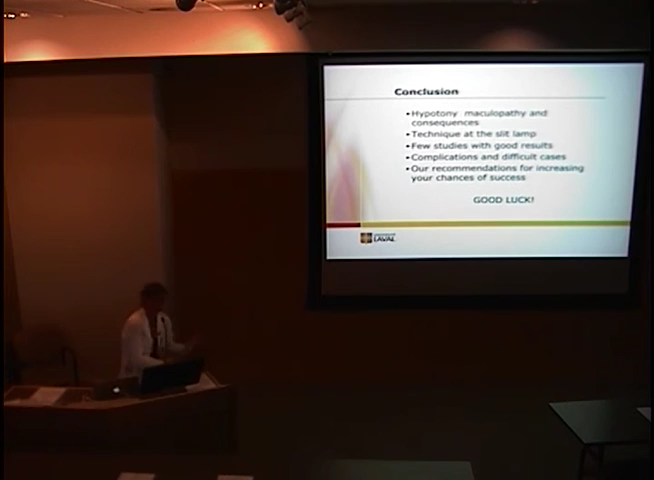 Conclusion
•Hypotony maculopathy and
consequences
•Technique at the slit lamp
•Few studies with good results
•Complications and difficult cases
•Our recommendations for increasing
your chances of success
GOOD LUCK!
LAVAL